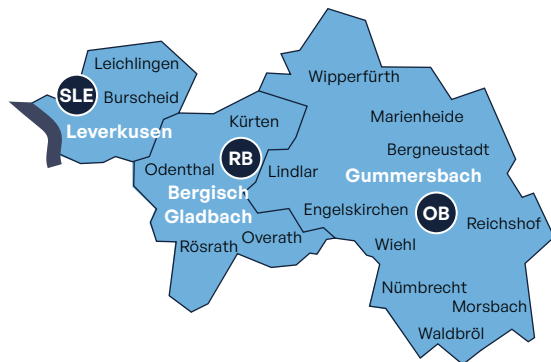 Leichlingen
SLE
Burscheid
Leverkusen
Wipperfürth
Kürten
Marienheide
Odenthal
RB
Lindlar
Bergneustadt
Bergisch
Gladbach
Gummersbach
Engelskirchen
OB
Reichshof
Rösrath
Overath
Wiehl
Nümbrecht
Morsbach
Waldbröl